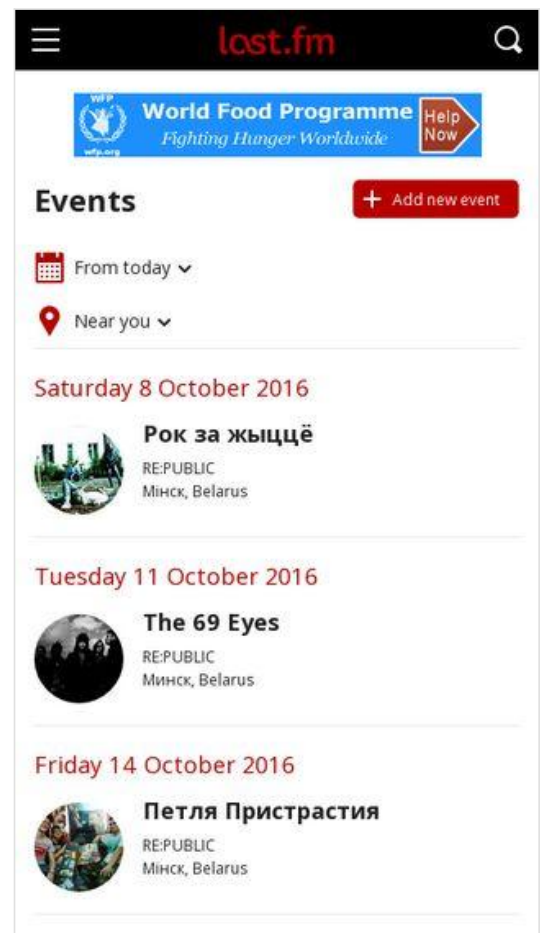 last.fm
WFP
wfp.org
World Food Programme
Fighting Hunger Worldwide
Help
Now
Events
+ Add new event
From today
Near you
Saturday 8 October 2016
Рок за жыццё
RE:PUBLIC
Мінск, Belarus
Tuesday 11 October 2016
The 69 Eyes
RE:PUBLIC
Минск, Belarus
Friday 14 October 2016
Петля Пристрастия
RE:PUBLIC
Мінск, Belarus